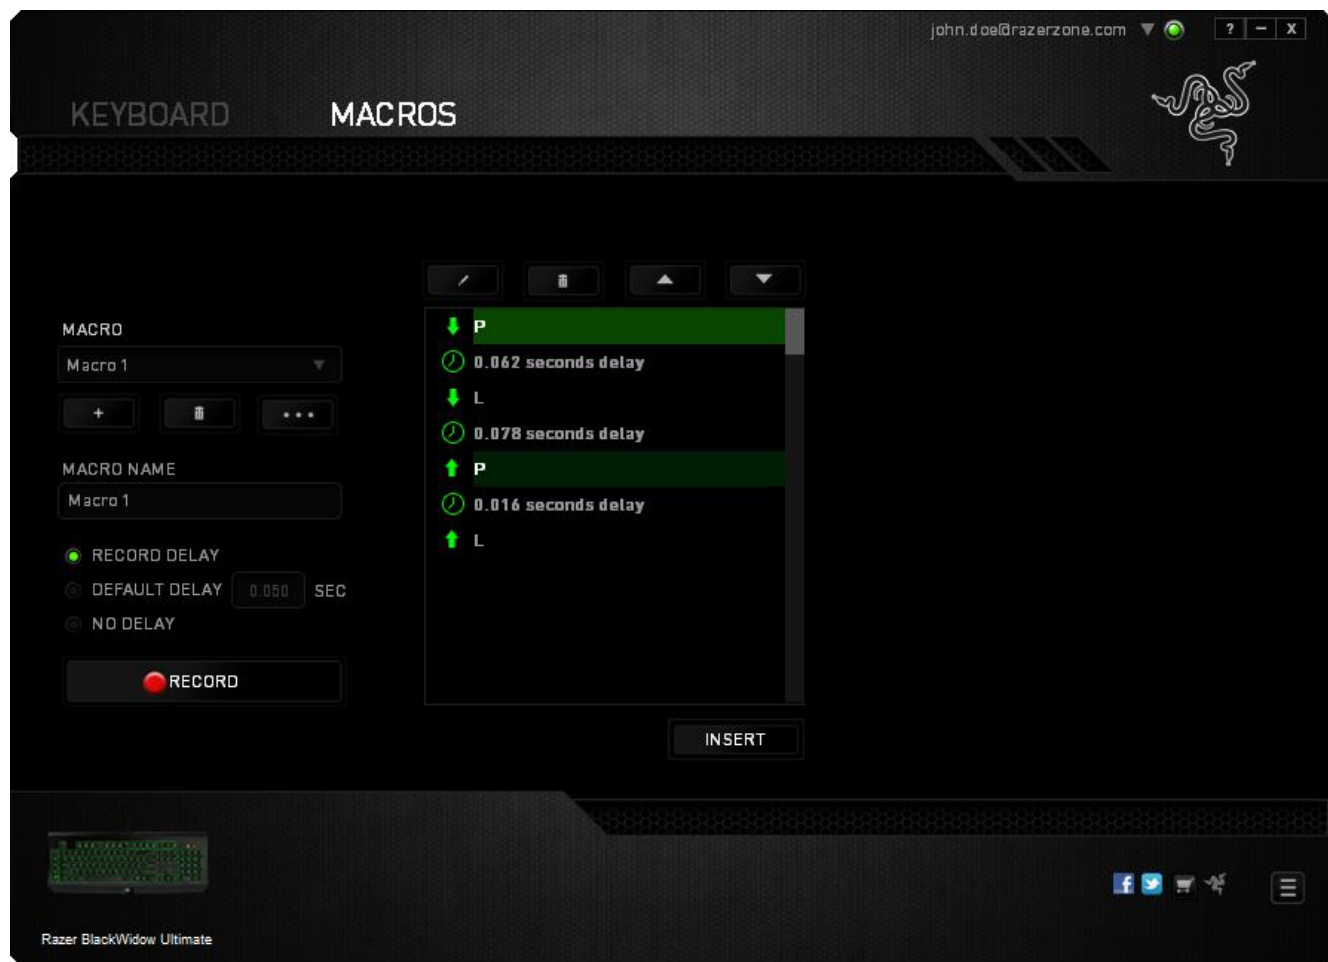 john.doe@razerzone.com
? – X
KEYBOARD MACROS
MACRO
Macro 1
+ •••
MACRO NAME
Macro 1
RECORD DELAY
DEFAULT DELAY 0.050 SEC
NO DELAY
RECORD
P
0.062 seconds delay
L
0.078 seconds delay
P
0.016 seconds delay
L
INSERT
Razer BlackWidow Ultimate